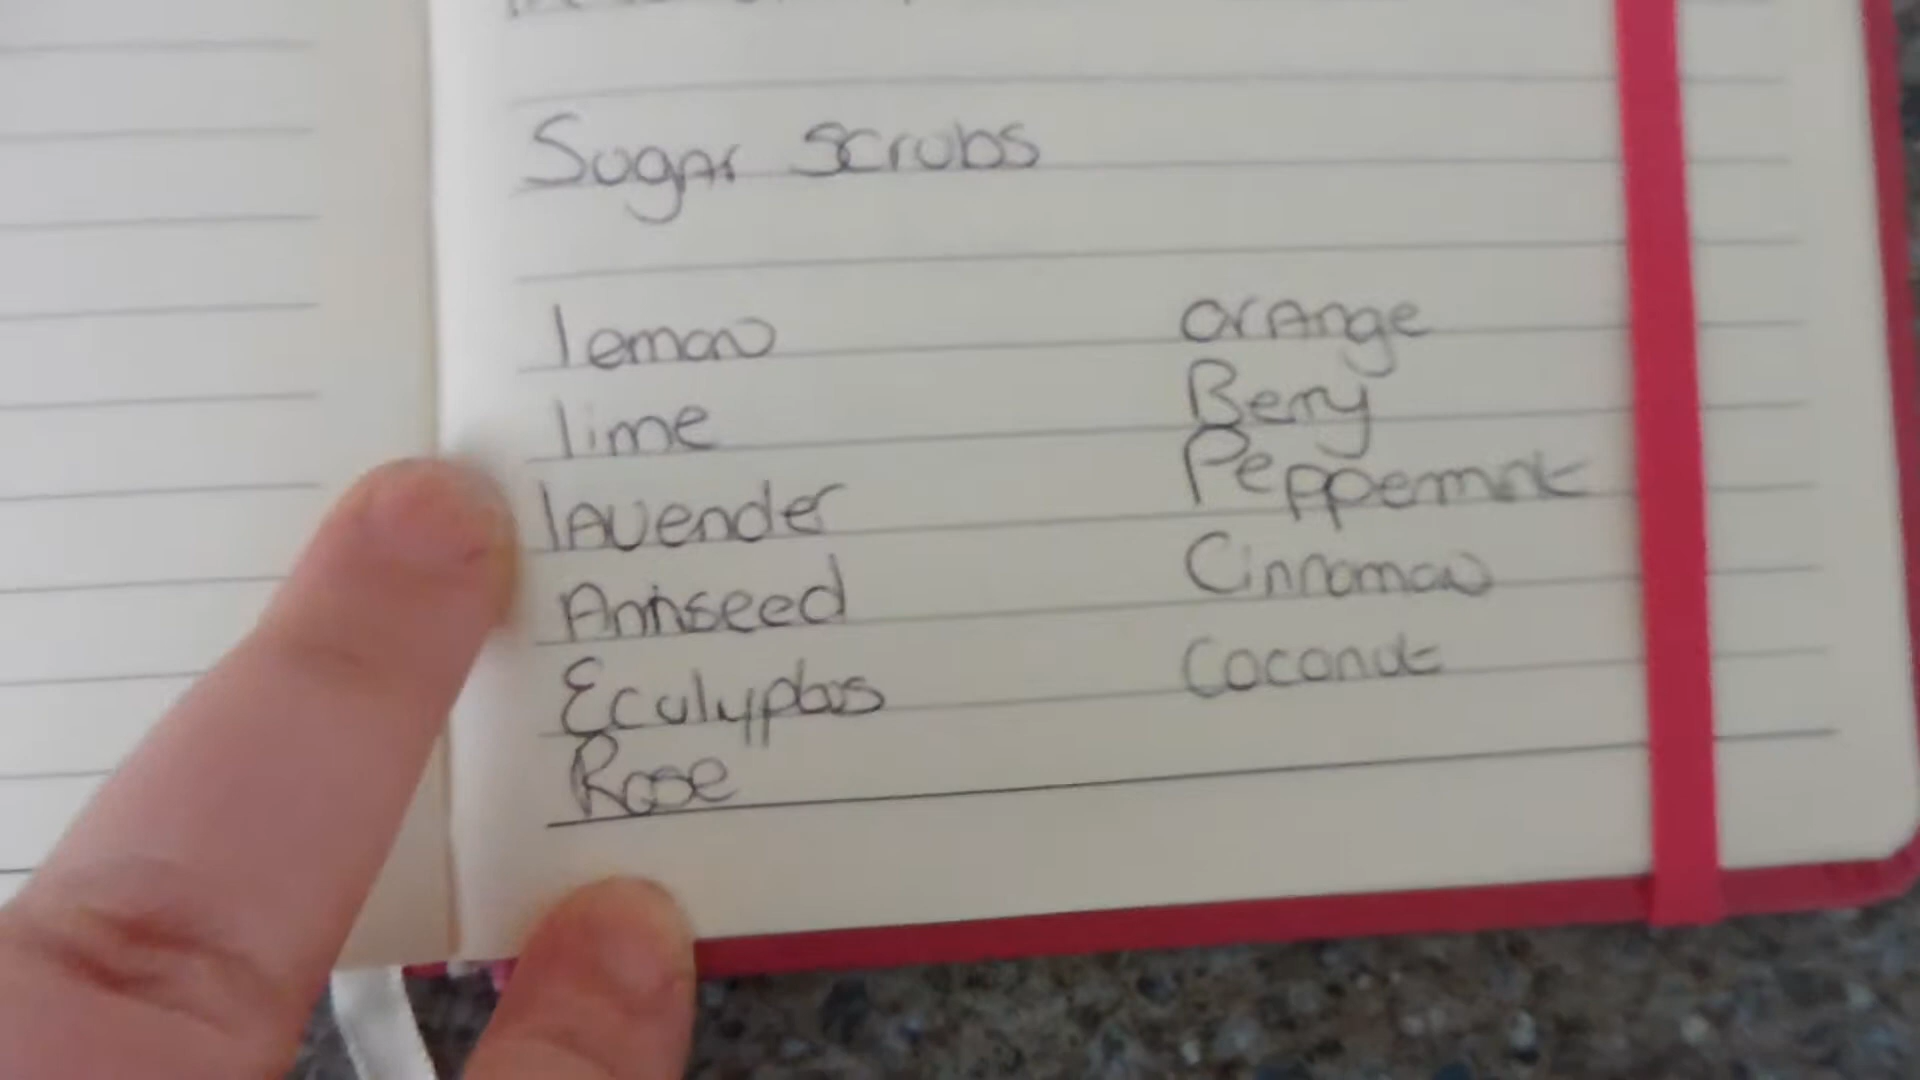 Sugar Scrubs
lemon
lime
lavender
Aniseed
Eculyptus
Rose
orange
Berry
Peppermint
Cinnamon
Coconut